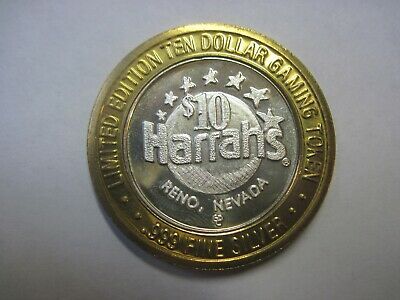 LIMITED EDITION TEN DOLLAR GAMING TOKEN
$10
Harrah's®
RENO, NEVADA
.999 FINE SILVER